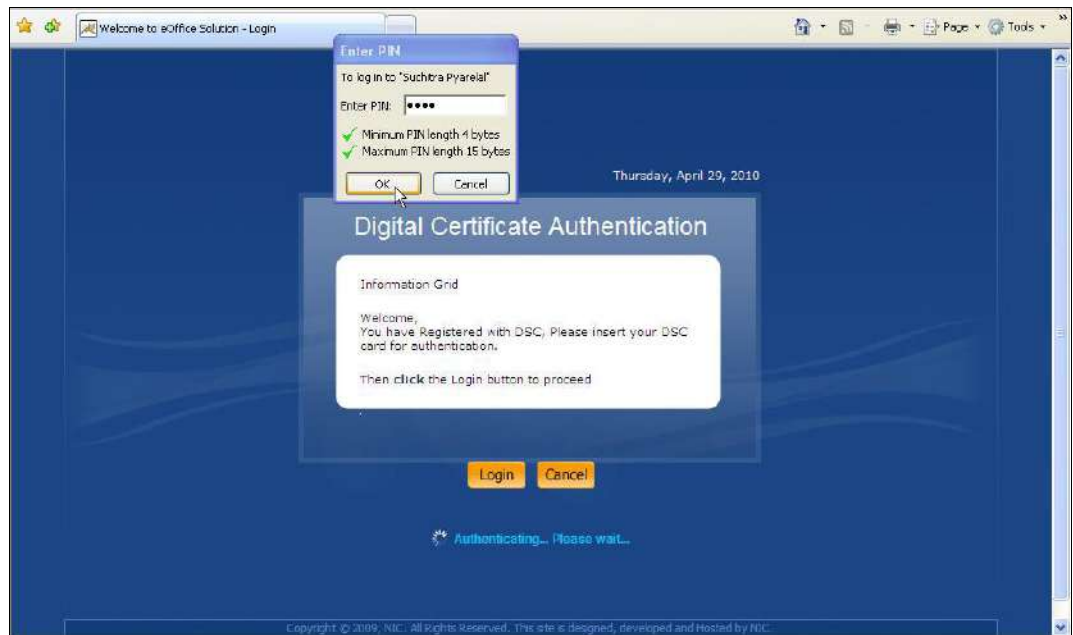 Welcome to eOffice Solution - Login
Page
Tools
»
Enter PIN
To log in to "Suchitra Pyarelal"
Enter PIN: ●●●●
Minimum PIN length 4 bytes
Maximum PIN length 15 bytes
OK
Cancel
Thursday, April 29, 2010
Digital Certificate Authentication
Information Grid
Welcome,
You have Registered with DSC, Please insert your DSC
card for authentication.
Then click the Login button to proceed
Login
Cancel
Authenticating... Please wait...
Copyright © 2009, NIC. All Rights Reserved. This site is designed, developed and Hosted by NIC.